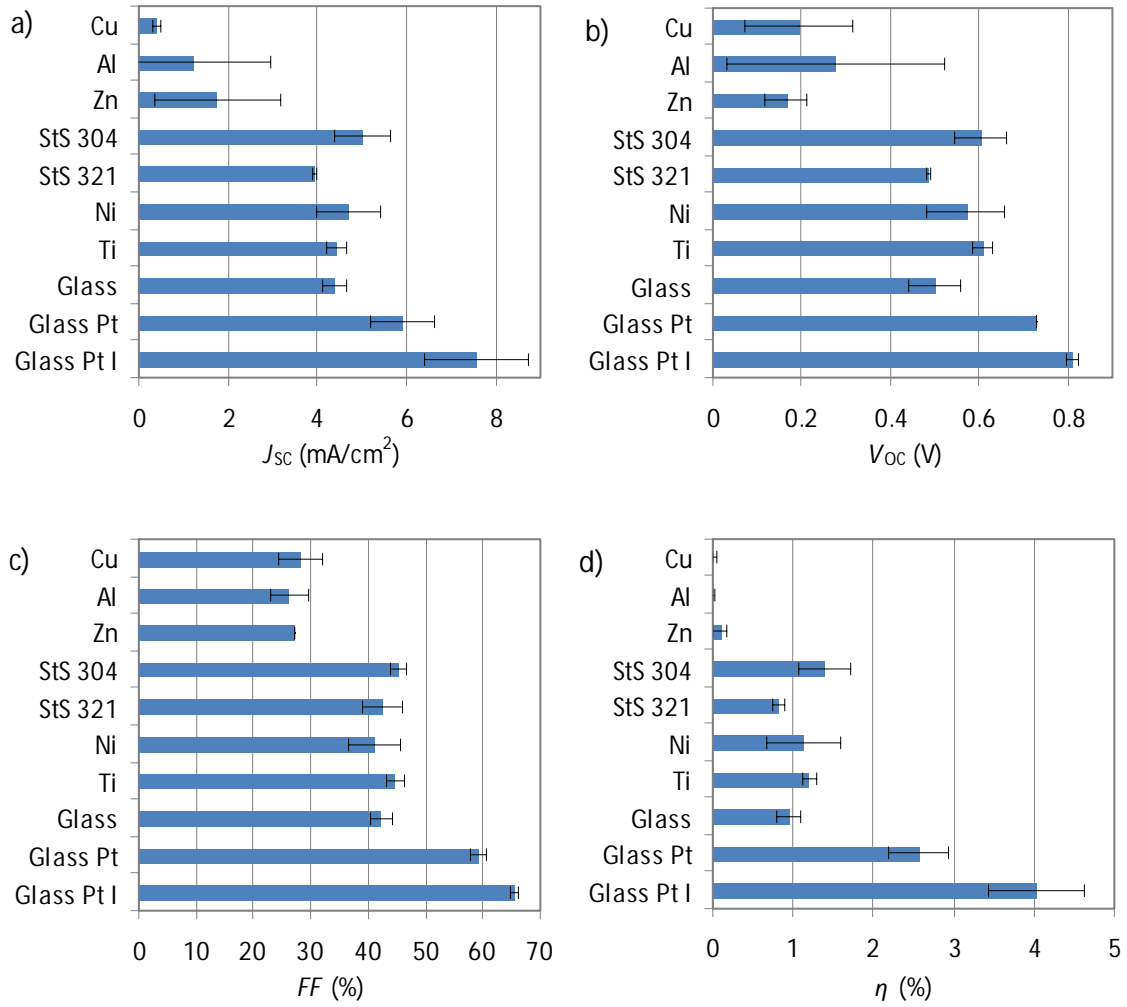 a)
Cu
Al
Zn
StS 304
StS 321
Ni
Ti
Glass
Glass Pt
Glass Pt I
0 2 4 6 8
JSC (mA/cm²)
b)
Cu
Al
Zn
StS 304
StS 321
Ni
Ti
Glass
Glass Pt
Glass Pt I
0 0.2 0.4 0.6 0.8
VOC (V)
c)
Cu
Al
Zn
StS 304
StS 321
Ni
Ti
Glass
Glass Pt
Glass Pt I
0 10 20 30 40 50 60 70
FF (%)
d)
Cu
Al
Zn
StS 304
StS 321
Ni
Ti
Glass
Glass Pt
Glass Pt I
0 1 2 3 4 5
η (%)